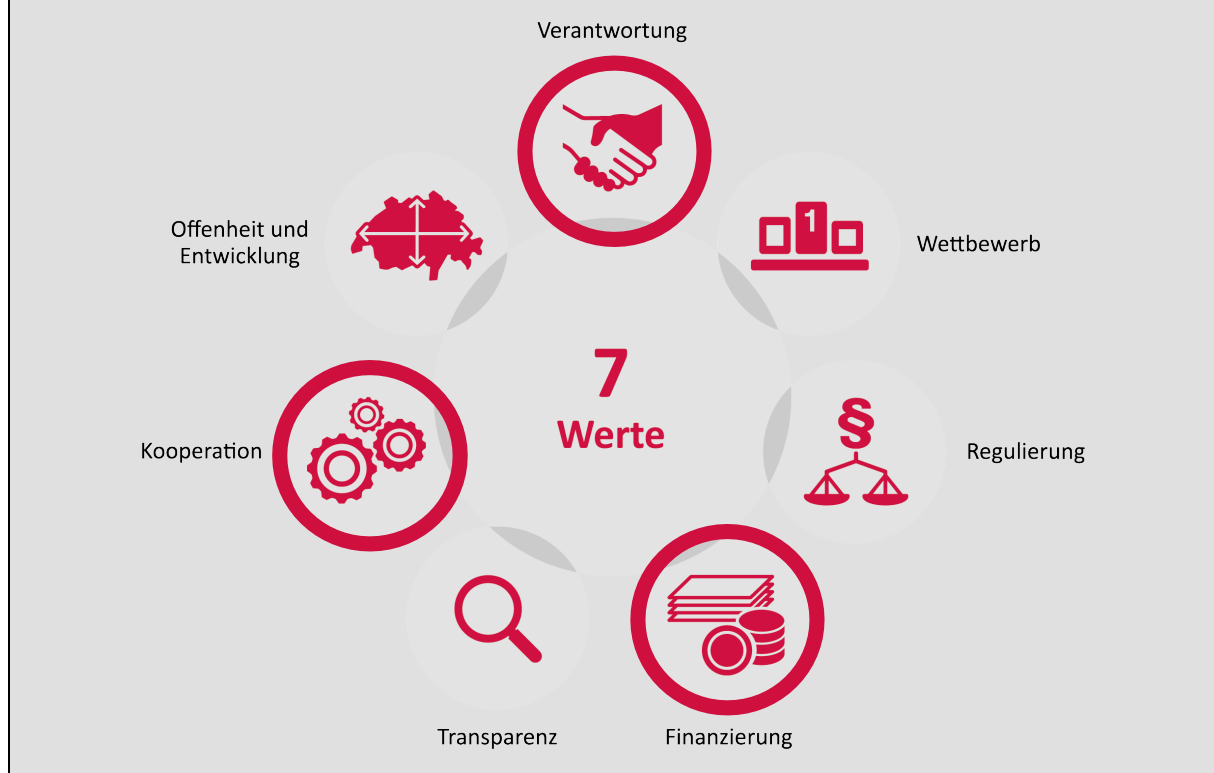 Verantwortung
Offenheit und
Entwicklung
1
Wettbewerb
7
Werte
§
Kooperation
Regulierung
Transparenz
Finanzierung